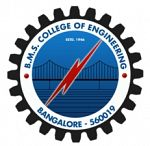 B.M.S. COLLEGE OF ENGINEERING
ESTD. 1946
BANGALORE - 560019